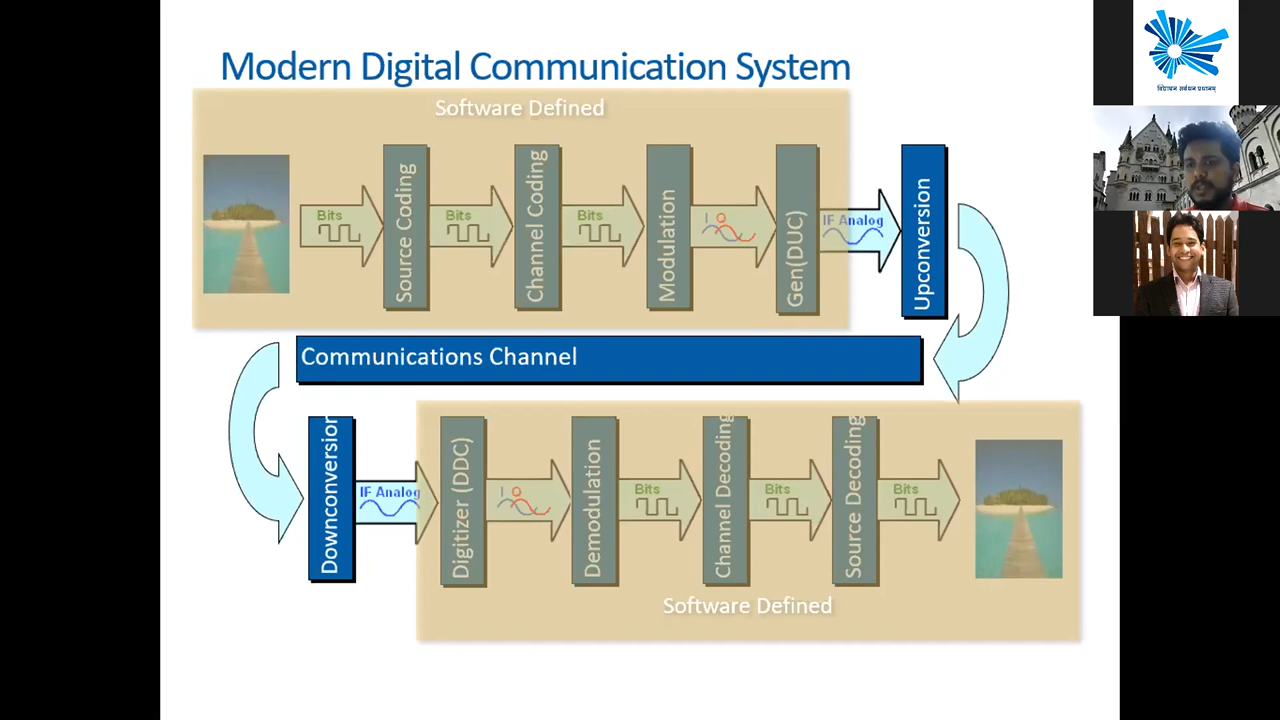 Modern Digital Communication System
Software Defined
Bits
Source Coding
Bits
Channel Coding
Bits
Modulation
I Q
Gen(DUC)
IF Analog
Upconversion
Communications Channel
Downconversion
IF Analog
Digitizer (DDC)
I Q
Demodulation
Bits
Channel Decoding
Bits
Source Decoding
Bits
Software Defined